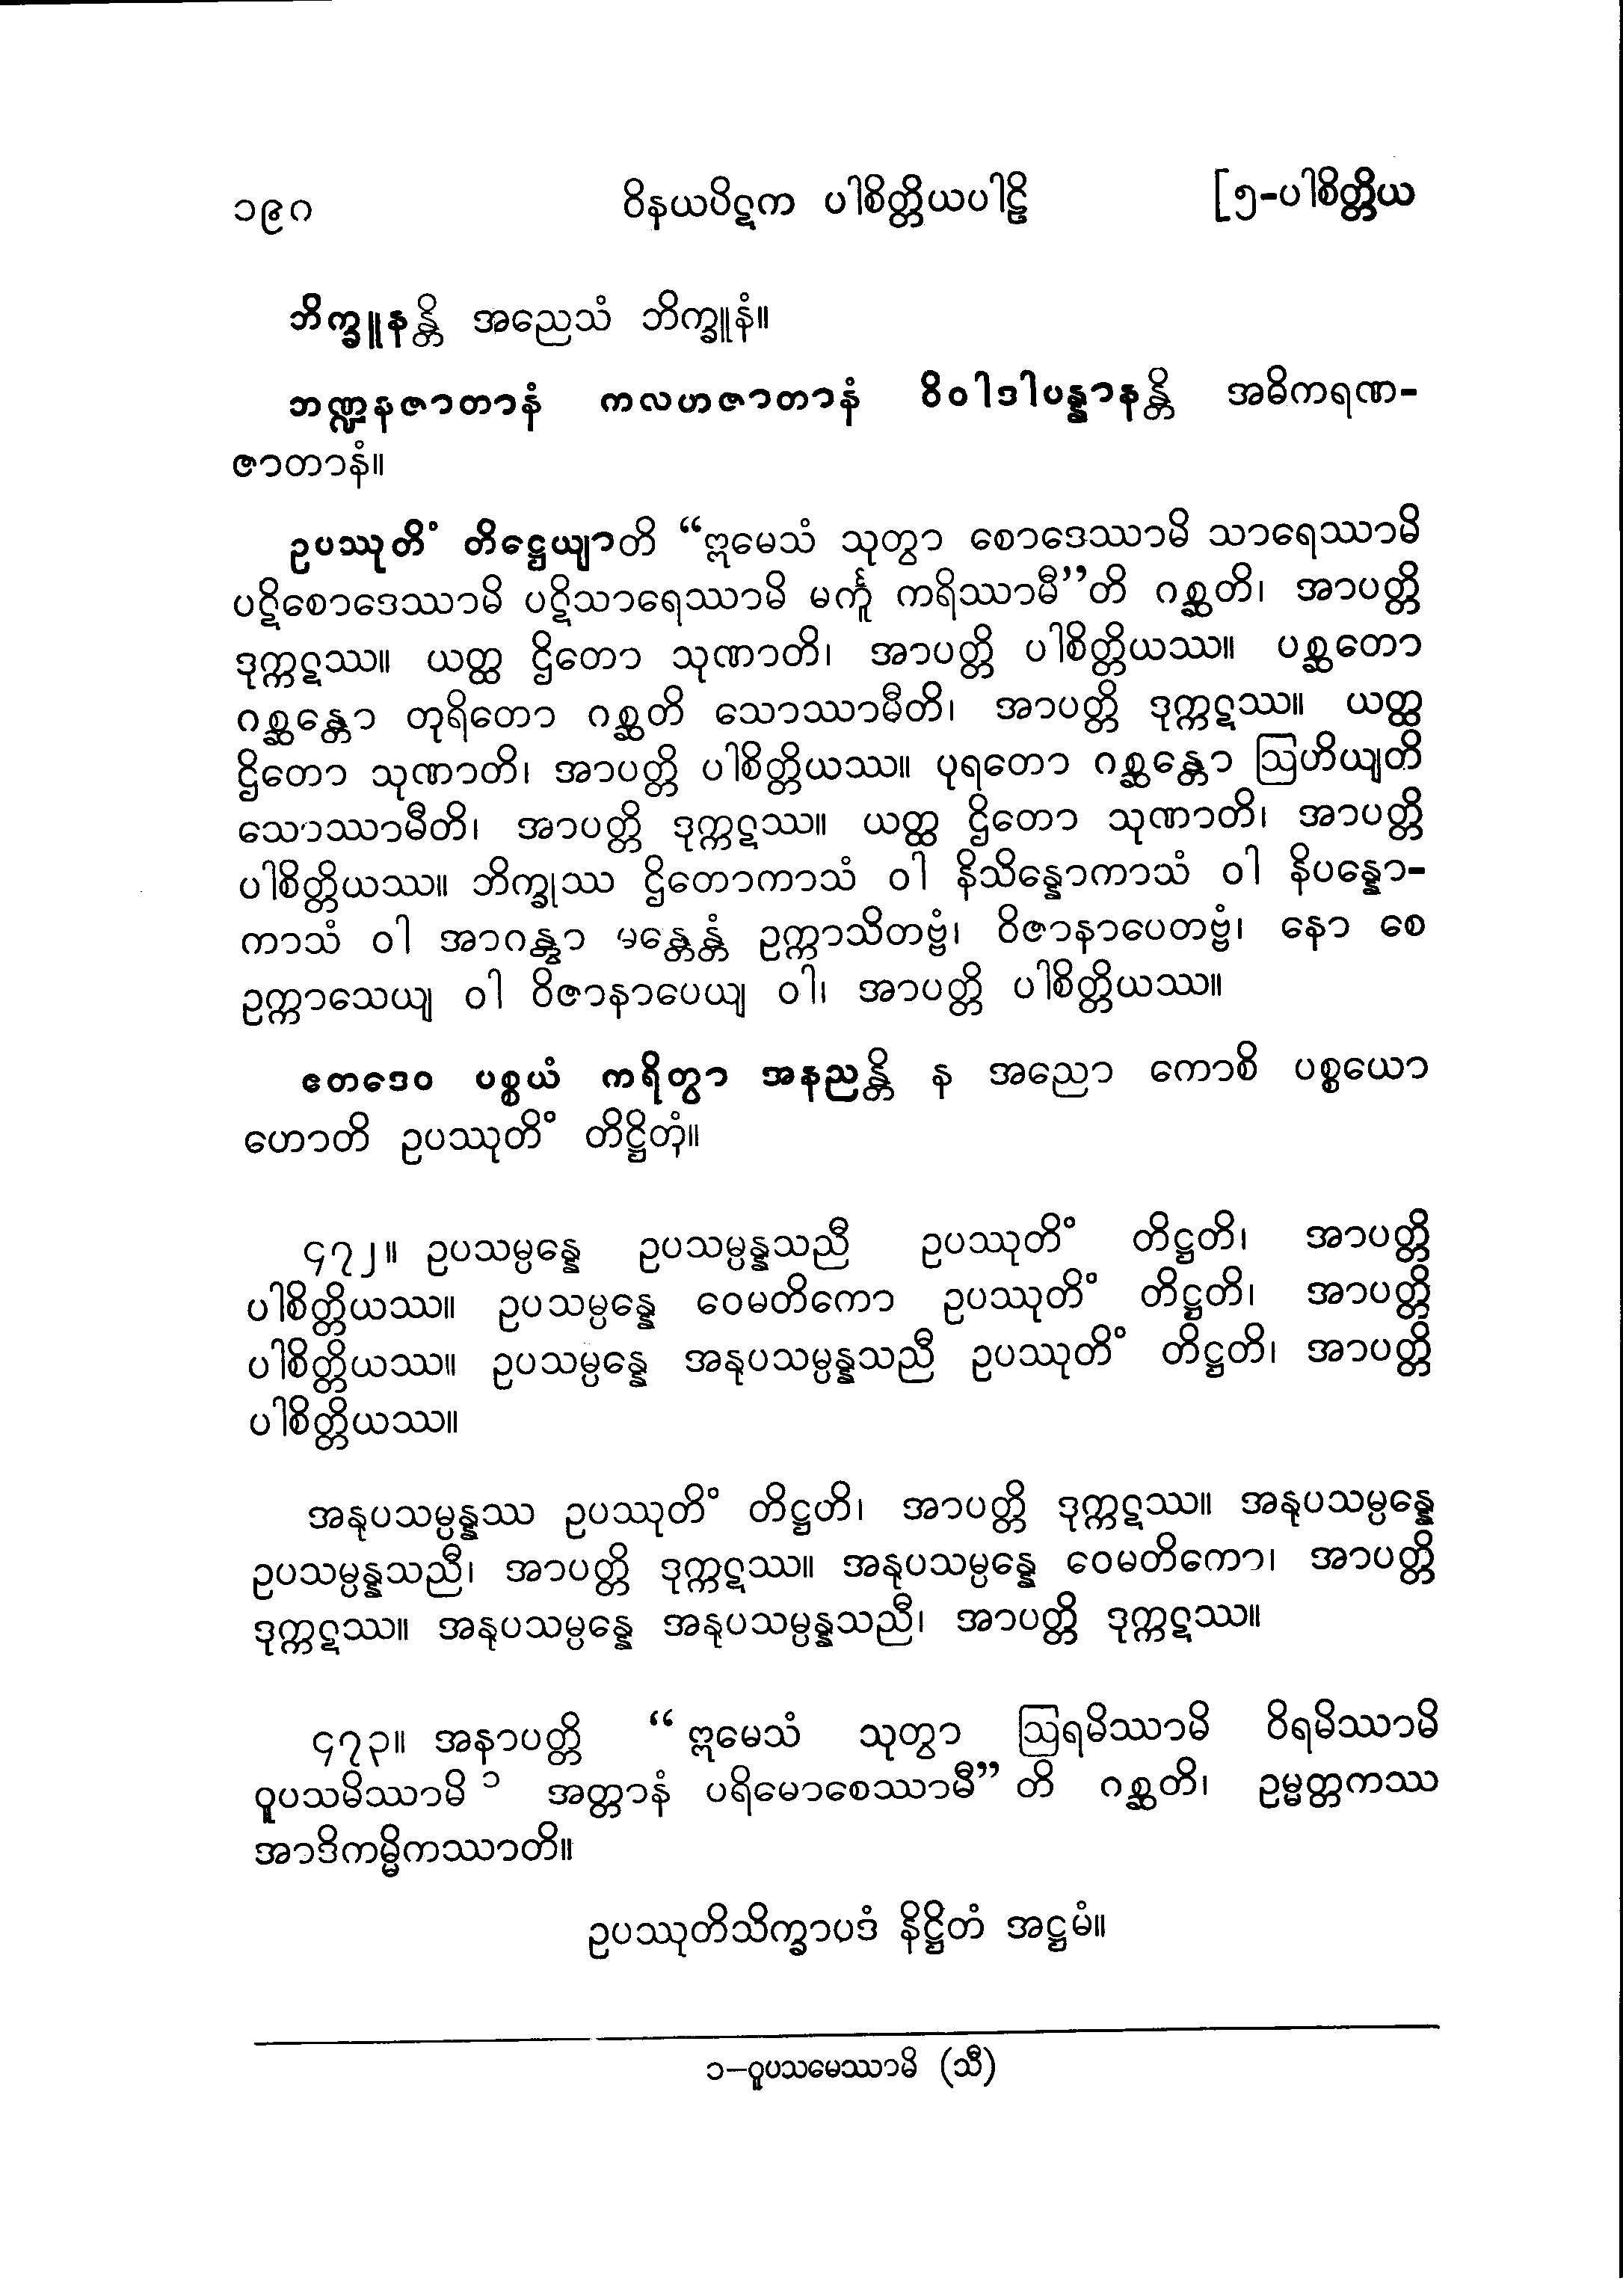 ၁၉၀ ဝိနယပိဋက ပါစိတ္တိယပါဠိ [၅-ပါစိတ္တိယ
ဘိက္ခူနန္တိ အညေသံ ဘိက္ခူနံ။
ဘဏ္ဍနဇာတာနံ ကလဟဇာတာနံ ဝိဝါဒါပန္နာနန္တိ အဓိကရဏ-
ဇာတာနံ။
ဥပဿုတိံ တိဋ္ဌေယျာတိ “ဣမေသံ သုတွာ စောဒေဿာမိ သာရေဿာမိ
ပဋိစောဒေဿာမိ ပဋိသာရေဿာမိ မင်္ကူ ကရိဿာမီ”တိ ဂစ္ဆတိ၊ အာပတ္တိ
ဒုက္ကဋဿ။ ယတ္ထ ဌိတော သုဏာတိ၊ အာပတ္တိ ပါစိတ္တိယဿ။ ပစ္ဆတော
ဂစ္ဆန္တော တုရိတော ဂစ္ဆတိ သောဿာမီတိ၊ အာပတ္တိ ဒုက္ကဋဿ။ ယတ္ထ
ဌိတော သုဏာတိ၊ အာပတ္တိ ပါစိတ္တိယဿ။ ပုရတော ဂစ္ဆန္တော ဩဟိယျတိ
သောဿာမီတိ၊ အာပတ္တိ ဒုက္ကဋဿ။ ယတ္ထ ဌိတော သုဏာတိ၊ အာပတ္တိ
ပါစိတ္တိယဿ။ ဘိက္ခုဿ ဌိတောကာသံ ဝါ နိသိန္နောကာသံ ဝါ နိပန္နော-
ကာသံ ဝါ အာဂန္တွာ မန္တေန္တံ ဥက္ကာသိတဗ္ဗံ၊ ဝိဇာနာပေတဗ္ဗံ၊ နော စေ
ဥက္ကာသေယျ ဝါ ဝိဇာနာပေယျ ဝါ၊ အာပတ္တိ ပါစိတ္တိယဿ။
ဧတဒေဝ ပစ္စယံ ကရိတွာ အနညန္တိ န အညော ကောစိ ပစ္စယော
ဟောတိ ဥပဿုတိံ တိဋ္ဌိတုံ။
၄၇၂။ ဥပသမ္ပန္နေ ဥပသမ္ပန္နသညီ ဥပဿုတိံ တိဋ္ဌတိ၊ အာပတ္တိ
ပါစိတ္တိယဿ။ ဥပသမ္ပန္နေ ဝေမတိကော ဥပဿုတိံ တိဋ္ဌတိ၊ အာပတ္တိ
ပါစိတ္တိယဿ။ ဥပသမ္ပန္နေ အနုပသမ္ပန္နသညီ ဥပဿုတိံ တိဋ္ဌတိ၊ အာပတ္တိ
ပါစိတ္တိယဿ။
အနုပသမ္ပန္နဿ ဥပဿုတိံ တိဋ္ဌတိ၊ အာပတ္တိ ဒုက္ကဋဿ။ အနုပသမ္ပန္နေ
ဥပသမ္ပန္နသညီ၊ အာပတ္တိ ဒုက္ကဋဿ။ အနုပသမ္ပန္နေ ဝေမတိကော၊ အာပတ္တိ
ဒုက္ကဋဿ။ အနုပသမ္ပန္နေ အနုပသမ္ပန္နသညီ၊ အာပတ္တိ ဒုက္ကဋဿ။
၄၇၃။ အနာပတ္တိ “ဣမေသံ သုတွာ ဩရမိဿာမိ ဝိရမိဿာမိ
ဝူပသမိဿာမိ ၁ အတ္တာနံ ပရိမောစေဿာမီ”တိ ဂစ္ဆတိ၊ ဥမ္မတ္တကဿ
အာဒိကမ္မိကဿာတိ။
ဥပဿုတိသိက္ခာပဒံ နိဋ္ဌိတံ အဋ္ဌမံ။
၁–ဝူပသမေဿာမိ (သီ)